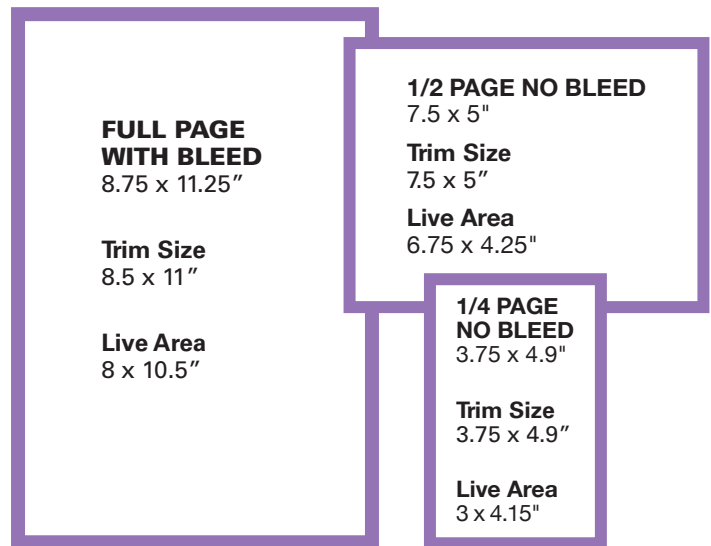 FULL PAGE
WITH BLEED
8.75 x 11.25″
Trim Size
8.5 x 11″
Live Area
8 x 10.5″
1/2 PAGE NO BLEED
7.5 x 5"
Trim Size
7.5 x 5″
Live Area
6.75 x 4.25"
1/4 PAGE
NO BLEED
3.75 x 4.9"
Trim Size
3.75 x 4.9″
Live Area
3 x 4.15"